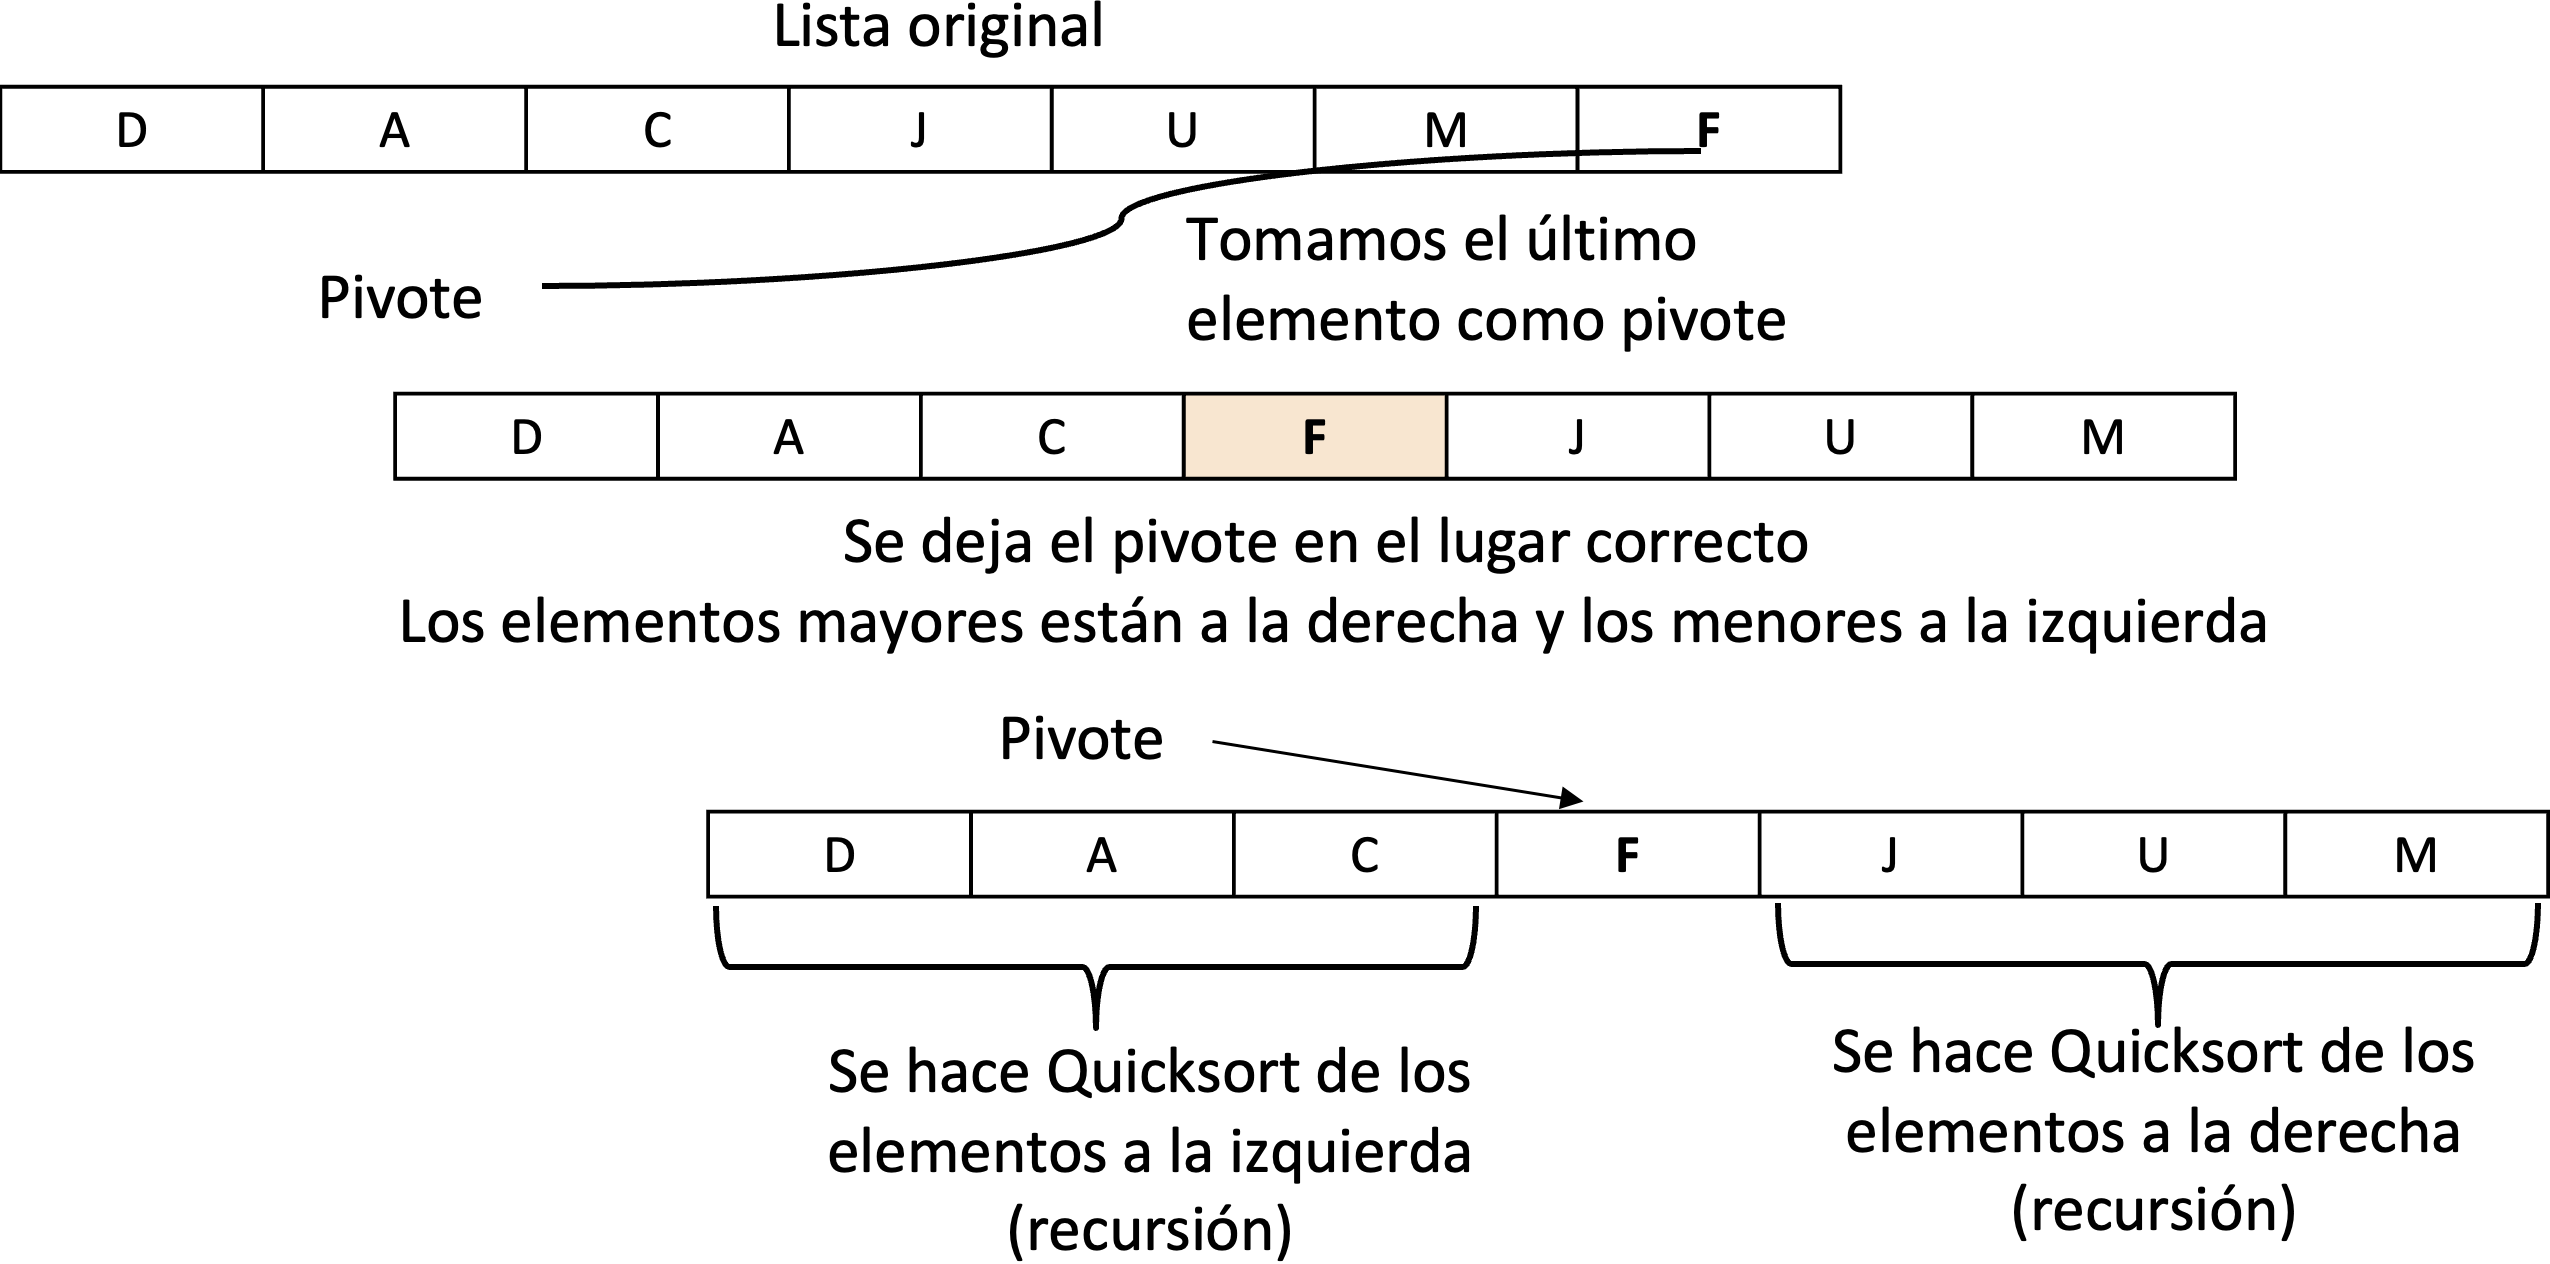 Lista original
D A C J U M F
Pivote
Tomamos el último
elemento como pivote
D A C F J U M
Se deja el pivote en el lugar correcto
Los elementos mayores están a la derecha y los menores a la izquierda
Pivote
D A C F J U M
Se hace Quicksort de los
elementos a la izquierda
(recursión)
Se hace Quicksort de los
elementos a la derecha
(recursión)